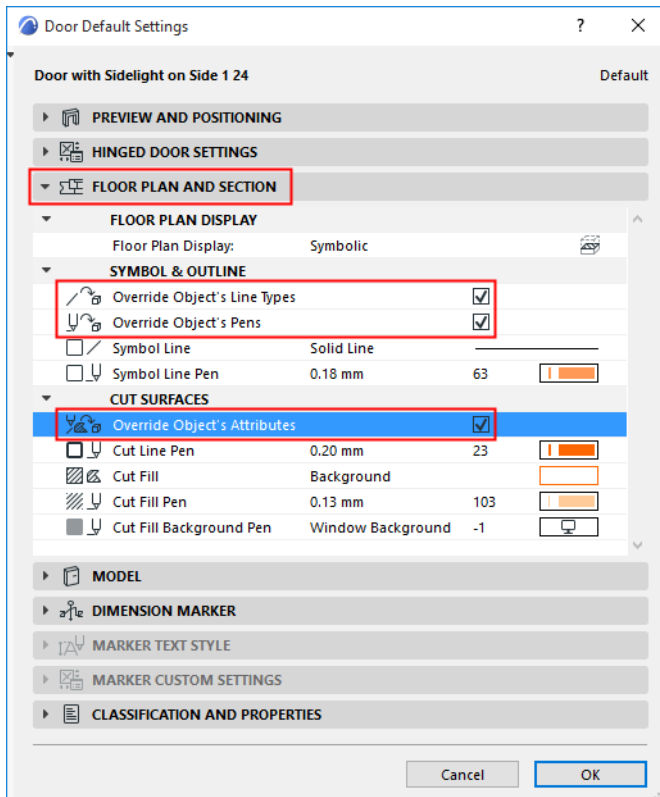 Door Default Settings ?
Door with Sidelight on Side 1 24 Default
PREVIEW AND POSITIONING
HINGED DOOR SETTINGS
FLOOR PLAN AND SECTION
FLOOR PLAN DISPLAY
Floor Plan Display: Symbolic
SYMBOL & OUTLINE
Override Object's Line Types
Override Object's Pens
Symbol Line Solid Line
Symbol Line Pen 0.18 mm 63
CUT SURFACES
Override Object's Attributes
Cut Line Pen 0.20 mm 23
Cut Fill Background
Cut Fill Pen 0.13 mm 103
Cut Fill Background Pen Window Background -1
MODEL
DIMENSION MARKER
MARKER TEXT STYLE
MARKER CUSTOM SETTINGS
CLASSIFICATION AND PROPERTIES
Cancel OK